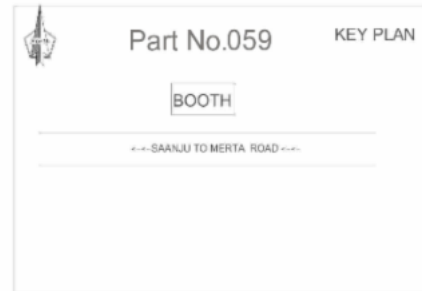 Part No.059
KEY PLAN
BOOTH
<-<-SAANJU TO MERTA ROAD<-<-